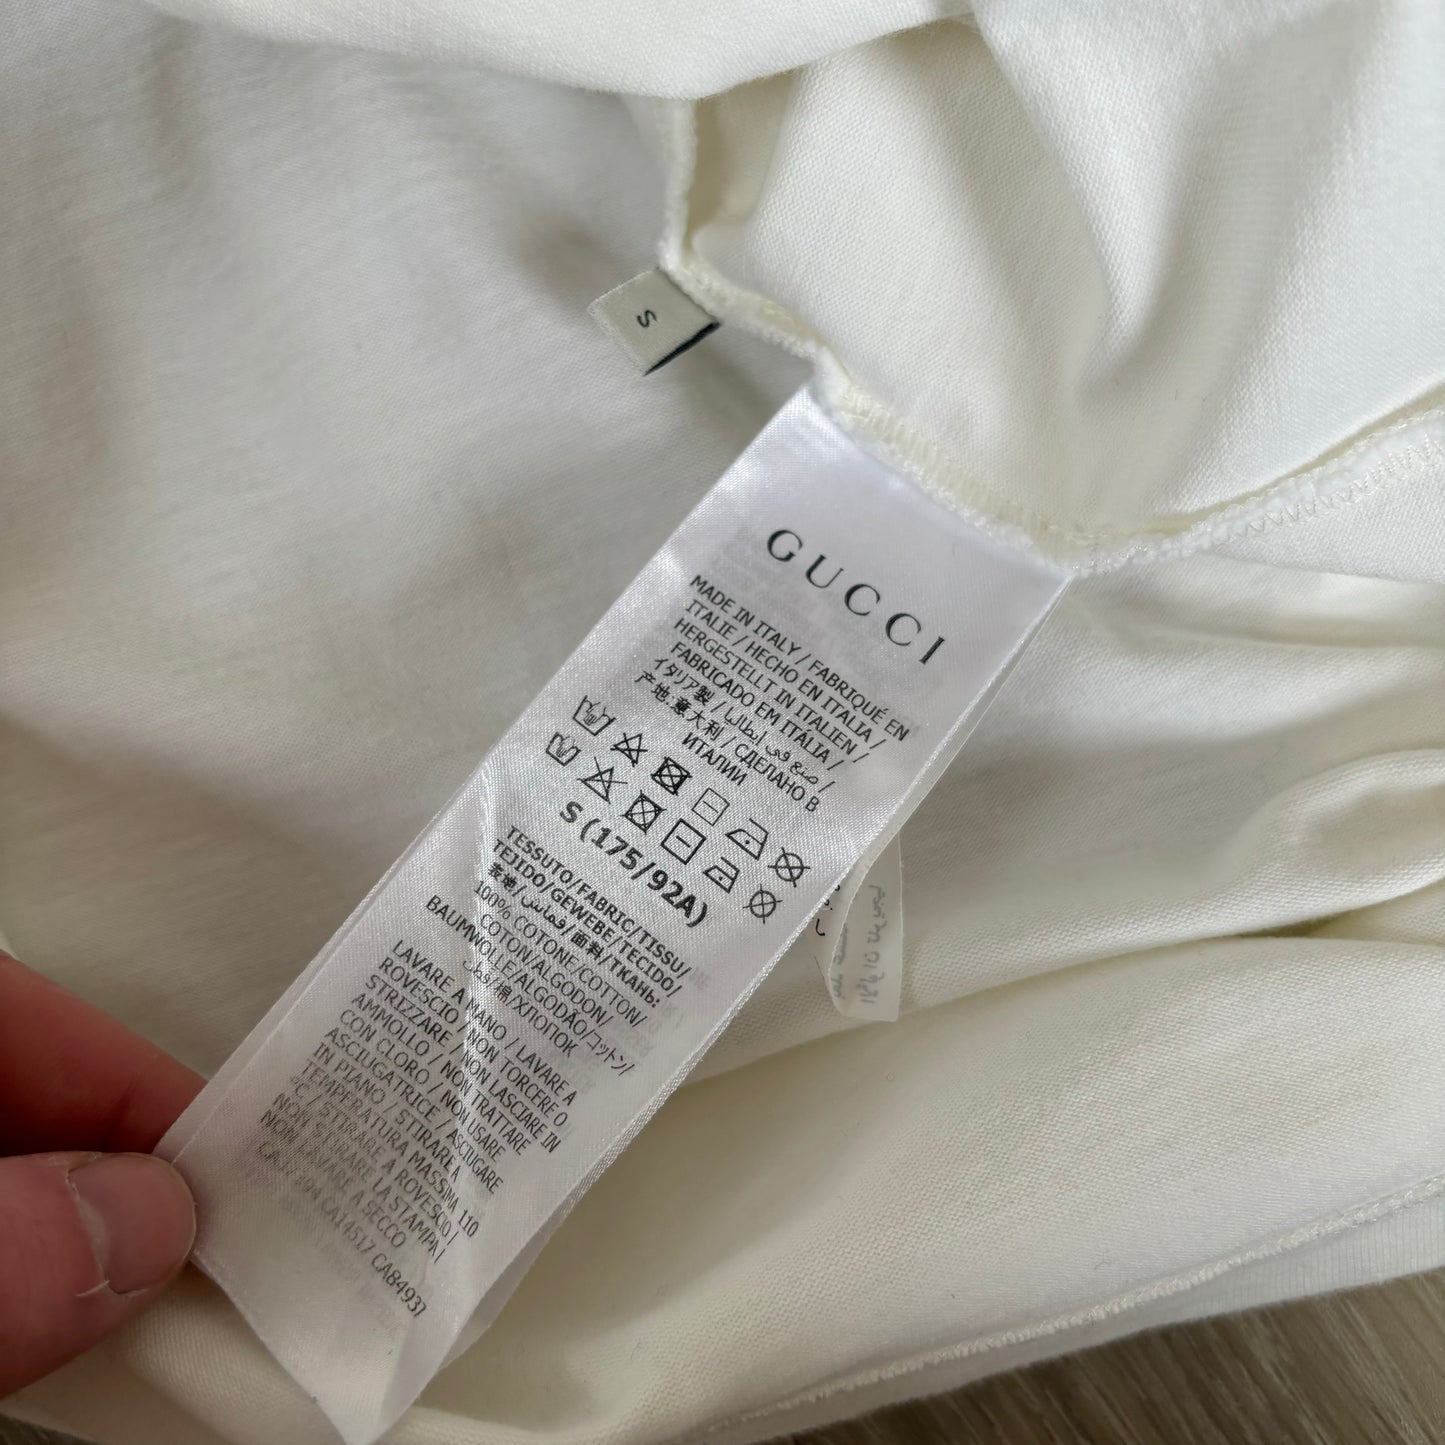 S
GUCCI
MADE IN ITALY / FABRIQUÉ EN
ITALIE / HECHO EN ITALIA /
HERGESTELLT IN ITALIEN /
FABRICADO EM ITÁLIA /
イタリア製 / صنع في إيطاليا /
产地:意大利 / СДЕЛАНО В
ИТАЛИИ
S (175/92A)
TESSUTO/FABRIC/TISSU/
TEJIDO/GEWEBE/TECIDO/
表地/قماش/面料/ТКАНЬ:
100% COTONE/COTTON/
COTON/ALGODON/
BAUMWOLLE/ALGODÃO/コットン/
قطن/棉/ХЛОПОК
LAVARE A MANO / LAVARE A
ROVESCIO / NON TORCERE O
STRIZZARE / NON LASCIARE IN
AMMOLLO / NON TRATTARE
CON CLORO / NON USARE
ASCIUGATRICE / ASCIUGARE
IN PIANO / STIRARE A
TEMPERATURA MASSIMA 110
°C / STIRARE A ROVESCIO /
NON STIRARE LA STAMPA /
NON LAVARE A SECCO
CA14517 CA84937